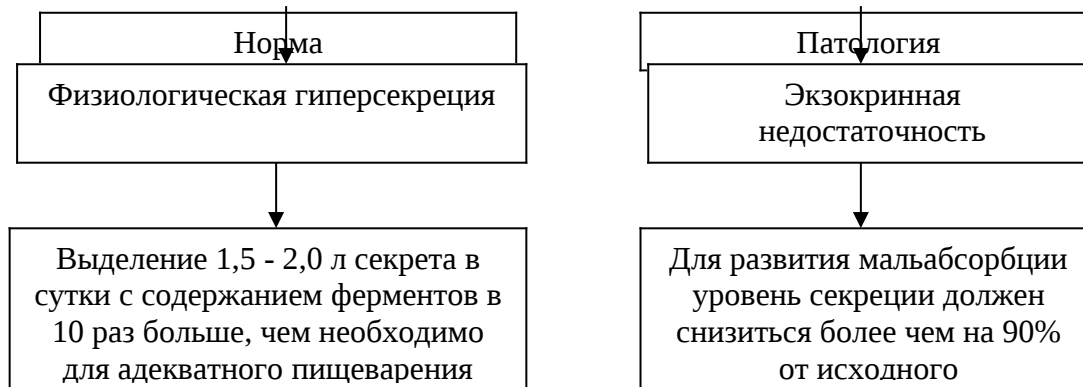 Норма
Физиологическая гиперсекреция
Выделение 1,5 - 2,0 л секрета в
сутки с содержанием ферментов в
10 раз больше, чем необходимо
для адекватного пищеварения
Патология
Экзокринная
недостаточность
Для развития мальабсорбции
уровень секреции должен
снизиться более чем на 90%
от исходного